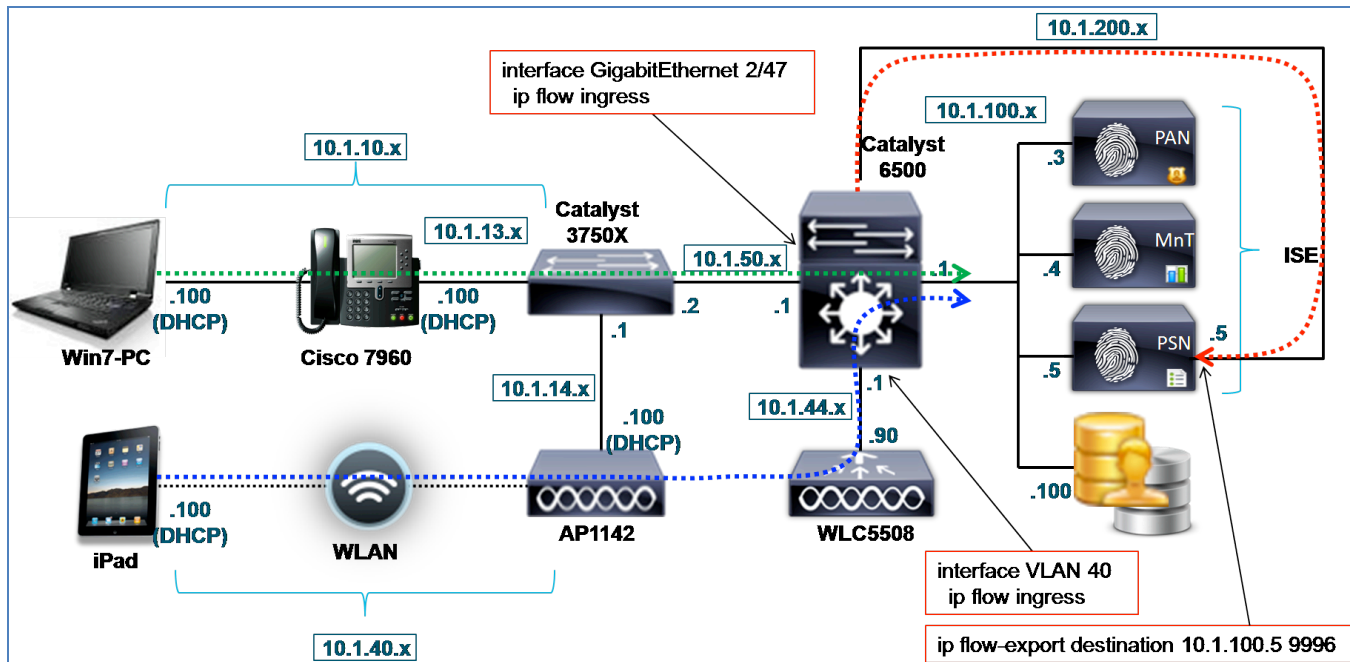 10.1.200.x
interface GigabitEthernet 2/47
ip flow ingress
10.1.100.x
PAN
.3
10.1.10.x
Catalyst
6500
Catalyst
3750X
10.1.13.x
10.1.50.x
MnT
.4
ISE
.1
.100
(DHCP)
.100
(DHCP)
.2
.1
PSN
.5
.5
Win7-PC
Cisco 7960
.1
.1
10.1.14.x
10.1.44.x
.100
(DHCP)
.90
.100
(DHCP)
.100
iPad
WLAN
AP1142
WLC5508
interface VLAN 40
ip flow ingress
10.1.40.x
ip flow-export destination 10.1.100.5 9996